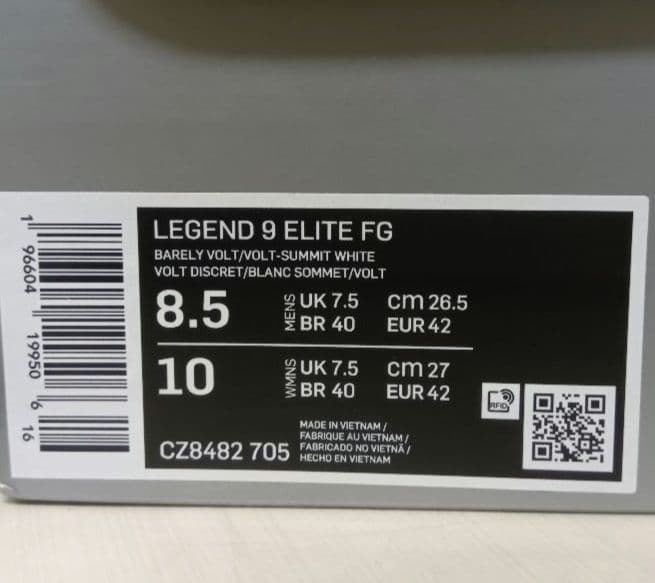 LEGEND 9 ELITE FG
BARELY VOLT/VOLT-SUMMIT WHITE
VOLT DISCRET/BLANC SOMMET/VOLT
8.5 MENS UK 7.5 cm 26.5
BR 40 EUR 42
10 WMNS UK 7.5 cm 27
BR 40 EUR 42
RFID
CZ8482 705
MADE IN VIETNAM /
FABRIQUE AU VIETNAM /
FABRICADO NO VIETNÃ /
HECHO EN VIETNAM
1 96604 19950 6 16